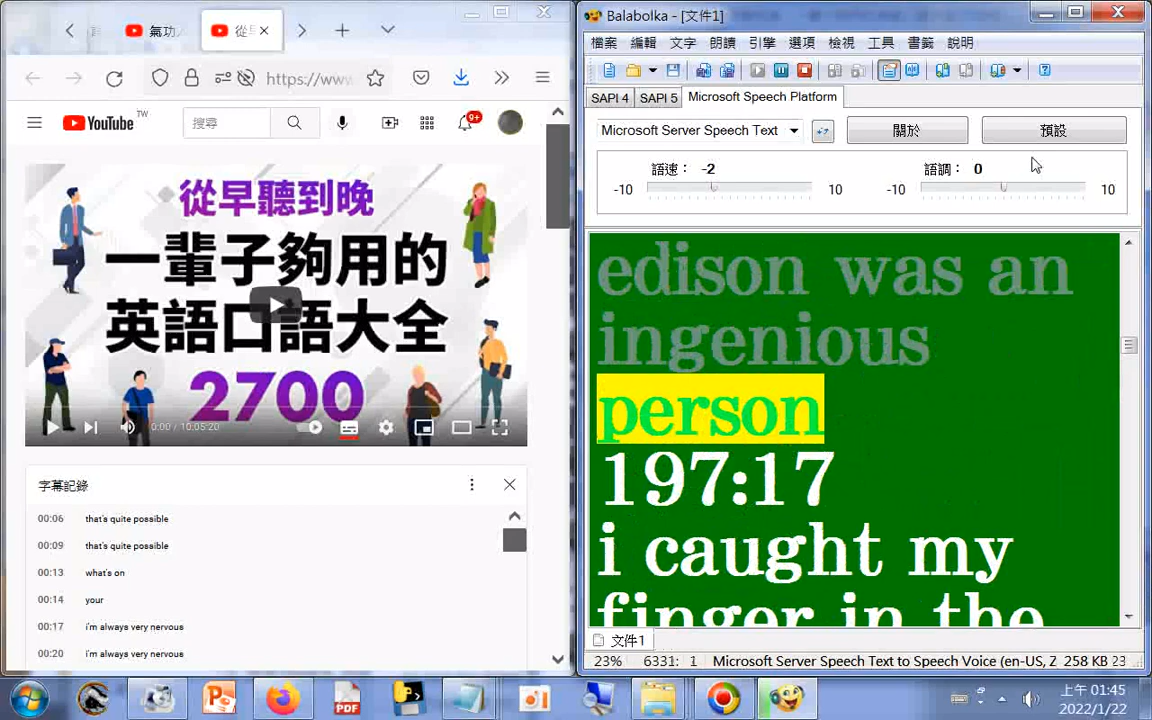 氣功人
從
https://www.
YouTube TW
搜尋
9+
從早聽到晚
一輩子夠用的
英語口語大全
2700
0:00 / 10:05:20
字幕記錄
00:06 that's quite possible
00:09 that's quite possible
00:13 what's on
00:14 your
00:17 i'm always very nervous
00:20 i'm always very nervous
Balabolka - [文件1]
檔案 編輯 文字 朗讀 引擎 選項 檢視 工具 書籤 說明
SAPI 4 SAPI 5 Microsoft Speech Platform
Microsoft Server Speech Text 關於 預設
語速： -2 語調： 0
-10 10 -10 10
edison was an
ingenious
person
197:17
i caught my
finger in the
文件1
23% 6331: 1 Microsoft Server Speech Text to Speech Voice (en-US, Z 258 KB 23
PDF
上午 01:45
2022/1/22